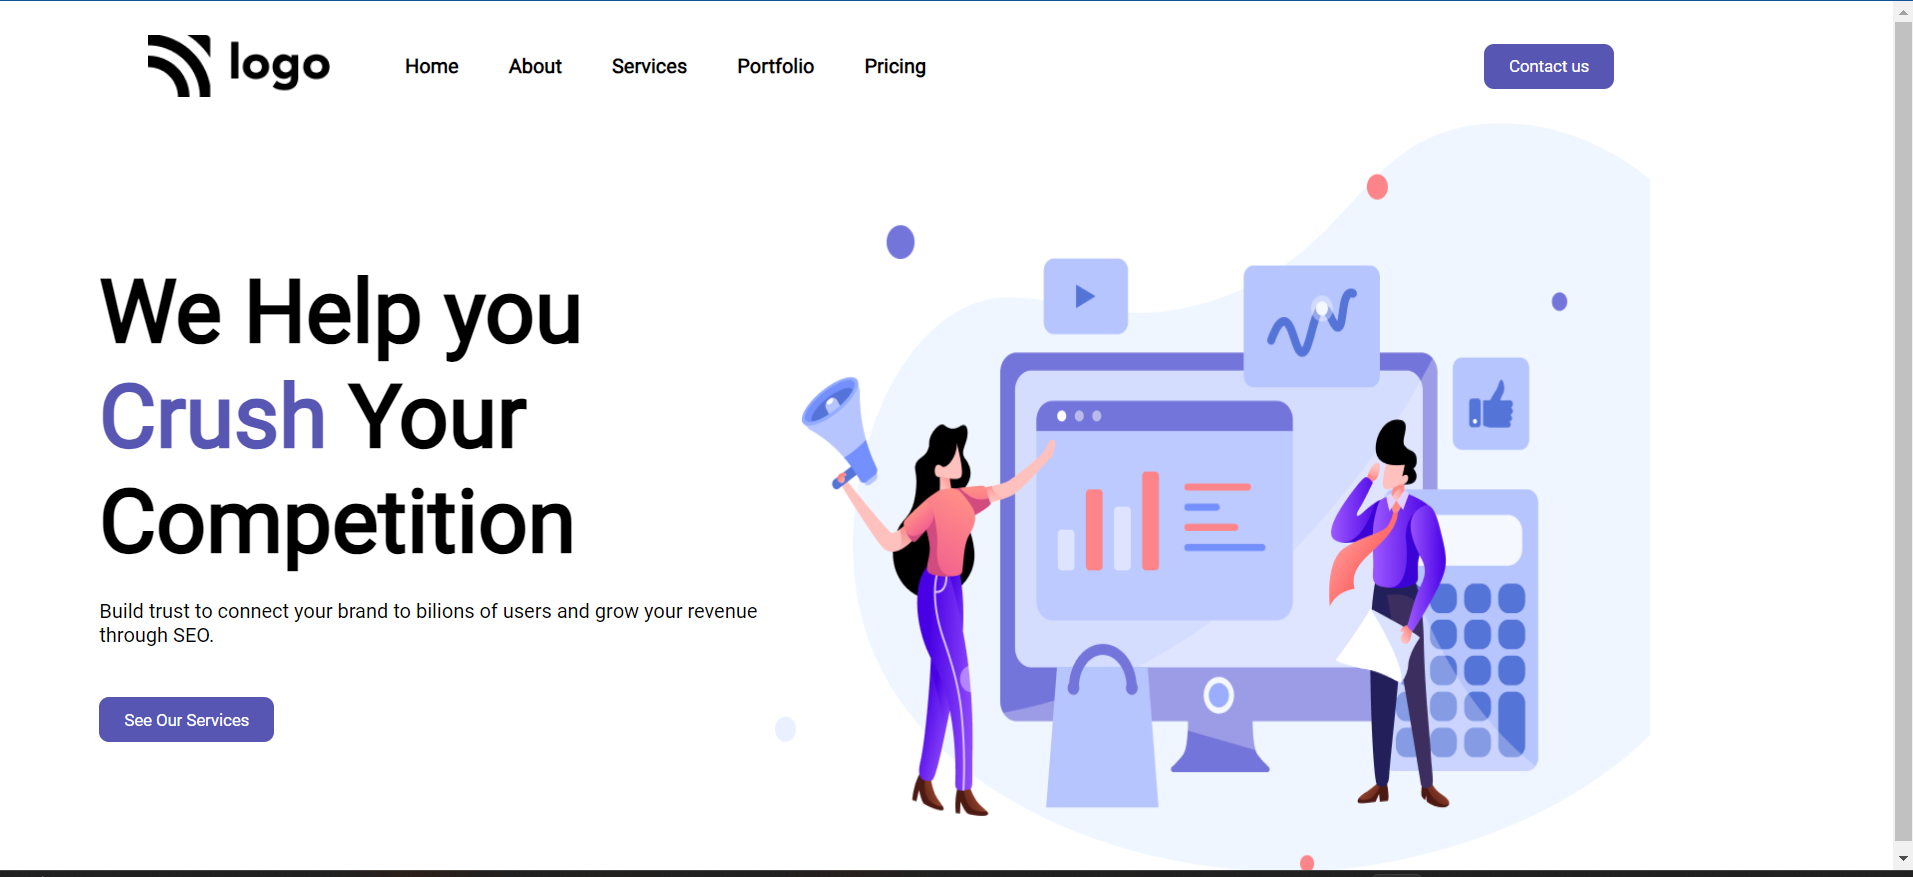 logo Home About Services Portfolio Pricing Contact us
We Help you
Crush Your
Competition
Build trust to connect your brand to bilions of users and grow your revenue
through SEO.
See Our Services